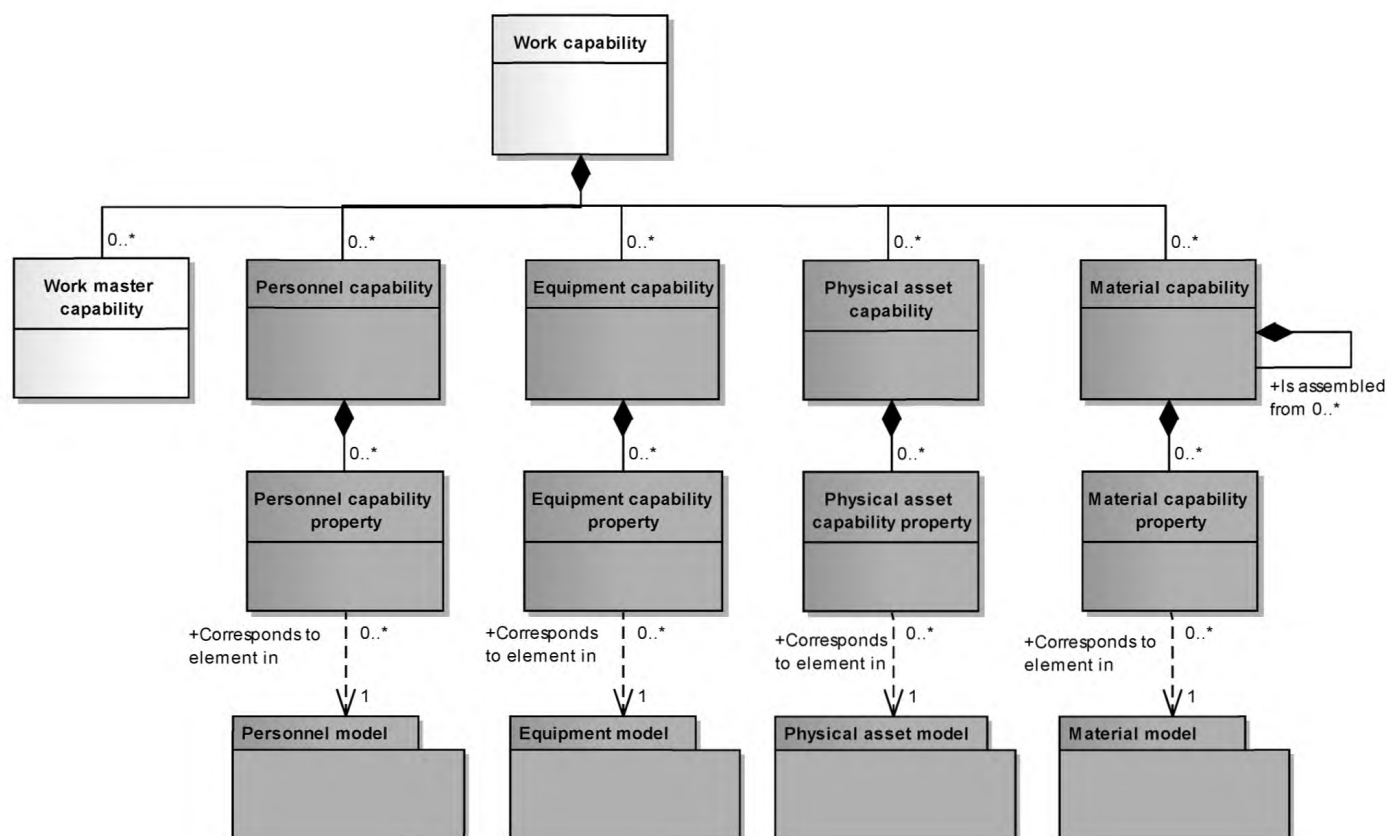 Work capability
0..*
0..*
0..*
0..*
0..*
Work master
capability
Personnel capability
Equipment capability
Physical asset
capability
Material capability
+Is assembled
from 0..*
0..*
0..*
0..*
0..*
Personnel capability
property
Equipment capability
property
Physical asset
capability property
Material capability
property
+Corresponds to
element in
0..*
+Corresponds
to element in
0..*
+Corresponds
to element in
0..*
+Corresponds to
element in
0..*
1
1
1
1
Personnel model
Equipment model
Physical asset model
Material model